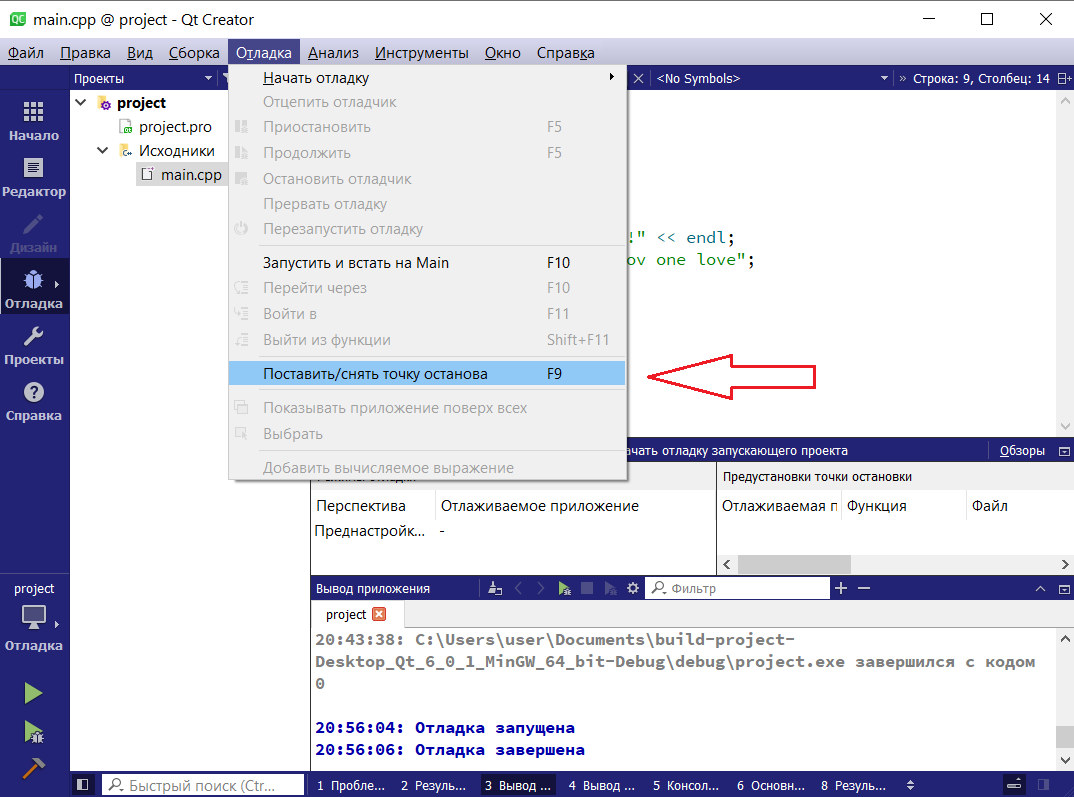 main.cpp @ project - Qt Creator
Файл Правка Вид Сборка Отладка Анализ Инструменты Окно Справка
Проекты
<No Symbols> » Строка: 9, Столбец: 14
Начало
Редактор
Дизайн
Отладка
Проекты
Справка
project
project.pro
Исходники
main.cpp
Начать отладку
Отцепить отладчик
Приостановить F5
Продолжить F5
Остановить отладчик
Прервать отладку
Перезапустить отладку
Запустить и встать на Main F10
Перейти через F10
Войти в F11
Выйти из функции Shift+F11
Поставить/снять точку останова F9
Показывать приложение поверх всех
Выбрать
Добавить вычисляемое выражение
!" << endl;
ov one love";
чать отладку запускающего проекта Обзоры
Перспектива Отлаживаемое приложение
Преднастройк... -
Предустановки точки остановки
Отлаживаемая п Функция Файл
Вывод приложения Фильтр
project
20:43:38: C:\Users\user\Documents\build-project-
Desktop_Qt_6_0_1_MinGW_64_bit-Debug\debug\project.exe завершился с кодом
0
20:56:04: Отладка запущена
20:56:06: Отладка завершена
project
Отладка
Быстрый поиск (Ctr... 1 Пробле... 2 Резуль... 3 Вывод ... 4 Вывод ... 5 Консол... 6 Основн... 8 Резуль...